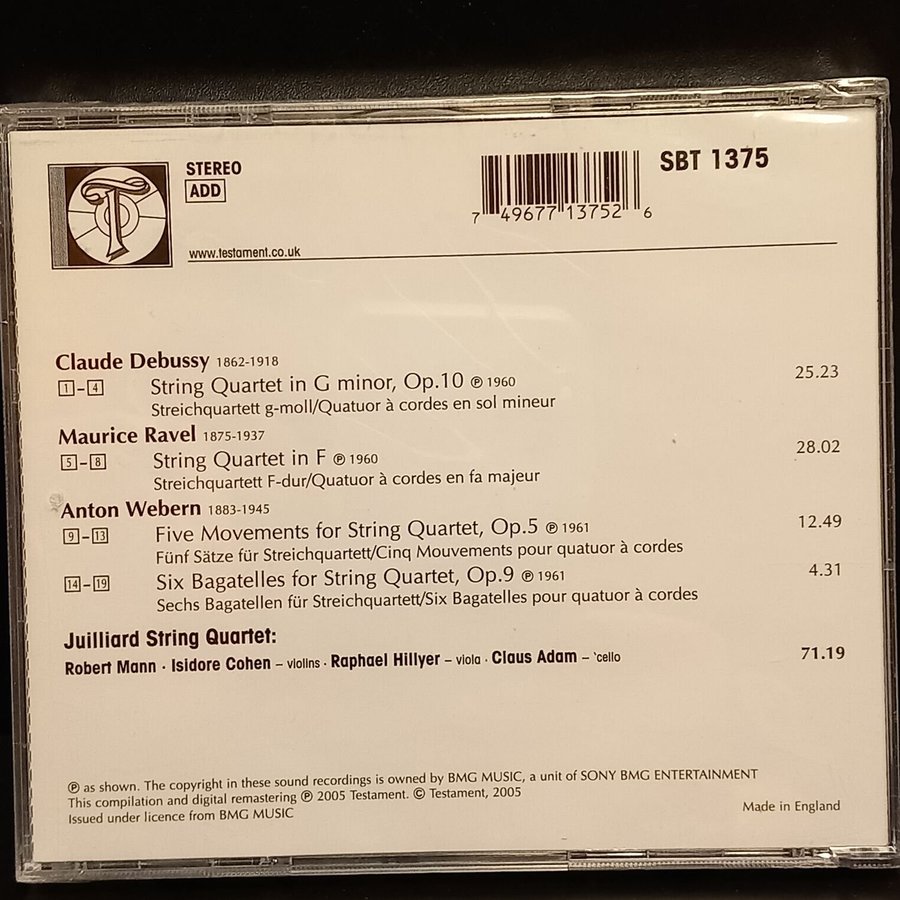 T
STEREO
ADD
www.testament.co.uk
7 49677 13752 6
SBT 1375
Claude Debussy 1862-1918
1-4 String Quartet in G minor, Op.10 ℗ 1960 25.23
Streichquartett g-moll/Quatuor à cordes en sol mineur
Maurice Ravel 1875-1937
5-8 String Quartet in F ℗ 1960 28.02
Streichquartett F-dur/Quatuor à cordes en fa majeur
Anton Webern 1883-1945
9-13 Five Movements for String Quartet, Op.5 ℗ 1961 12.49
Fünf Sätze für Streichquartett/Cinq Mouvements pour quatuor à cordes
14-19 Six Bagatelles for String Quartet, Op.9 ℗ 1961 4.31
Sechs Bagatellen für Streichquartett/Six Bagatelles pour quatuor à cordes
Juilliard String Quartet:
Robert Mann · Isidore Cohen – violins · Raphael Hillyer – viola · Claus Adam – 'cello 71.19
℗ as shown. The copyright in these sound recordings is owned by BMG MUSIC, a unit of SONY BMG ENTERTAINMENT
This compilation and digital remastering ℗ 2005 Testament. © Testament, 2005
Issued under licence from BMG MUSIC
Made in England